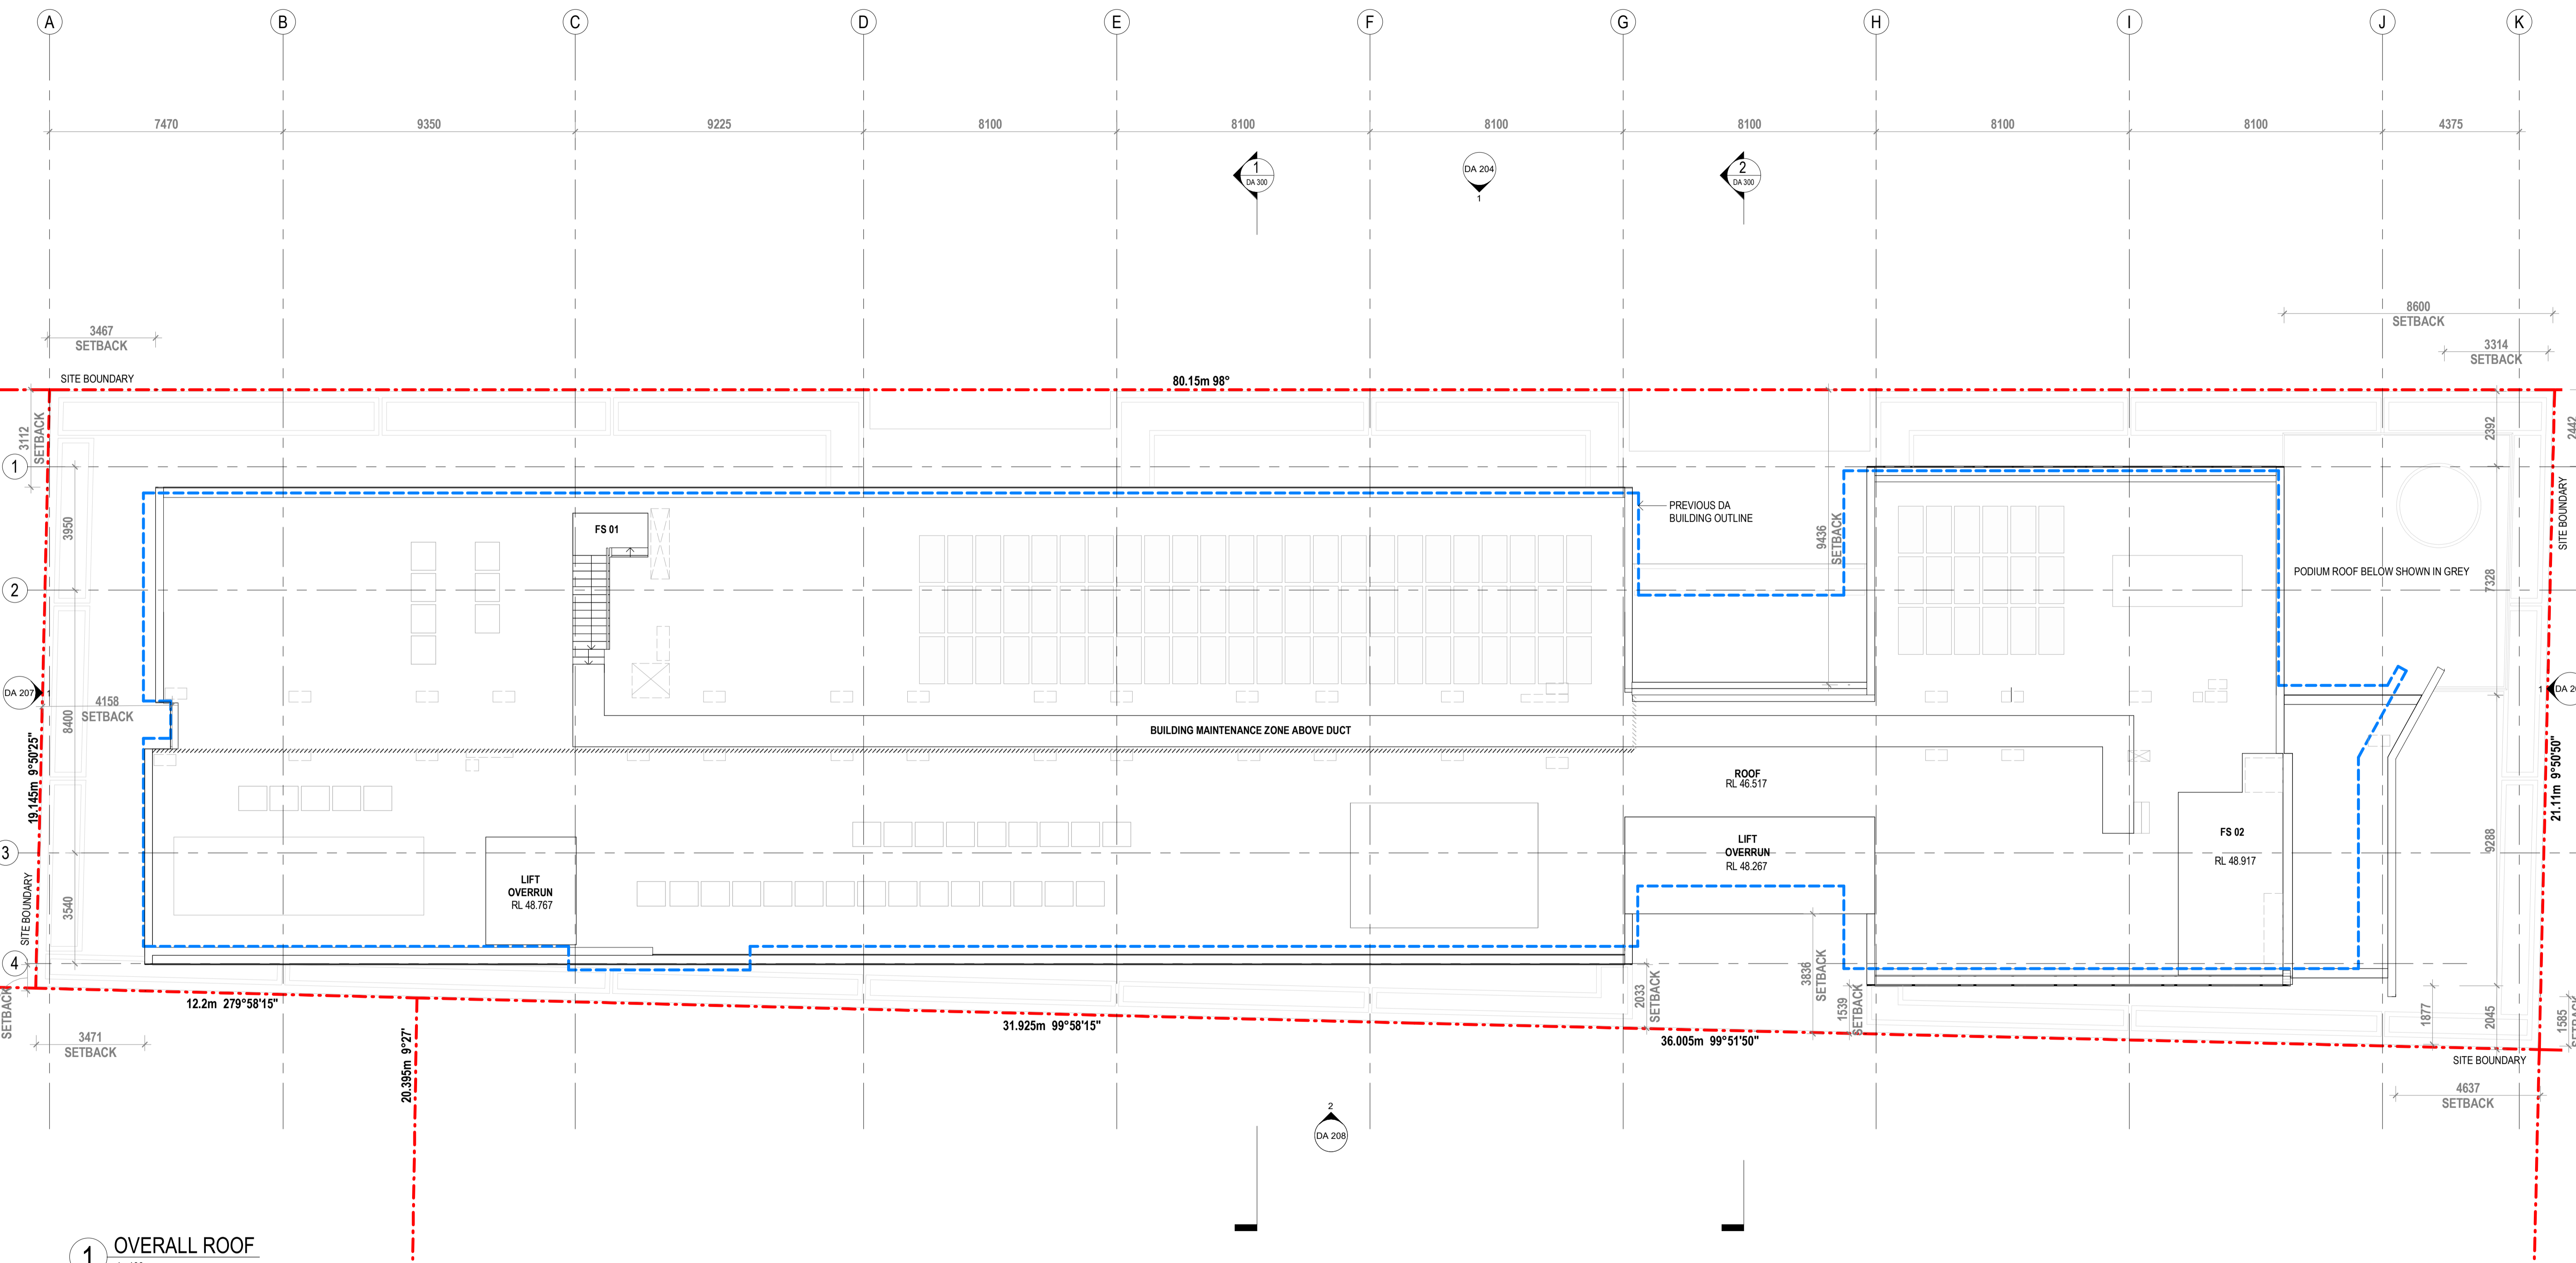 A
B
C
D
E
F
G
H
I
J
K
7470
9350
9225
8100
8100
8100
8100
8100
8100
4375
1
DA 300
DA 204
1
2
DA 300
3467
SETBACK
8600
SETBACK
3314
SETBACK
SITE BOUNDARY
80.15m 98°
3112
SETBACK
2392
2442
1
3950
FS 01
PREVIOUS DA
BUILDING OUTLINE
9436
SETBACK
SITE BOUNDARY
2
PODIUM ROOF BELOW SHOWN IN GREY
7328
DA 207
1
4158
SETBACK
8400
1
BUILDING MAINTENANCE ZONE ABOVE DUCT
19.145m 9°50'25"
ROOF
RL 46.517
21.11m 9°50'50"
3
LIFT
OVERRUN
RL 48.267
FS 02
RL 48.917
9288
LIFT
OVERRUN
RL 48.767
SITE BOUNDARY
3540
4
SETBACK
12.2m 279°58'15"
3471
SETBACK
20.395m 9°27'
31.925m 99°58'15"
2033
SETBACK
3836
SETBACK
1539
SETBACK
36.005m 99°51'50"
1877
2045
1585
SITE BOUNDARY
4637
SETBACK
2
DA 208
1
OVERALL ROOF